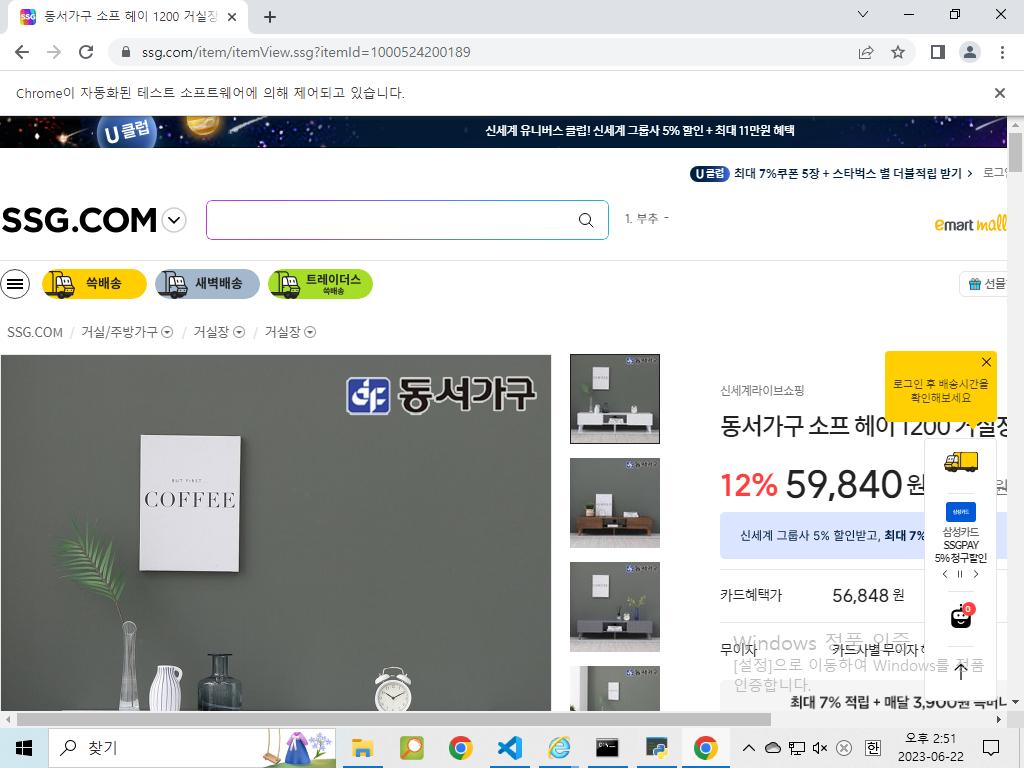 동서가구 소프 헤이 1200 거실장
ssg.com/item/itemView.ssg?itemId=1000524200189
Chrome이 자동화된 테스트 소프트웨어에 의해 제어되고 있습니다.
U클럽
신세계 유니버스 클럽! 신세계 그룹사 5% 할인 + 최대 11만원 혜택
U클럽 최대 7%쿠폰 5장 + 스타벅스 별 더블적립 받기 >
SSG.COM
1. 부추 -
emart mall
쓱배송
새벽배송
트레이더스
쓱배송
선물
SSG.COM / 거실/주방가구 / 거실장 / 거실장
동서가구
BUT FIRST,
COFFEE
신세계라이브쇼핑
동서가구 소프 헤이 1200 거실장
12% 59,840원
원
신세계 그룹사 5% 할인받고, 최대 7%
카드혜택가 56,848 원
무이자 카드사별 무이자
최대 7% 적립 + 매달 3,900원
로그인 후 배송시간을
확인해보세요
삼성카드
삼성카드
SSGPAY
5% 청구할인
0
Windows 정품 인증
[설정]으로 이동하여 Windows를 정품
인증합니다.
찾기
한
오후 2:51
2023-06-22